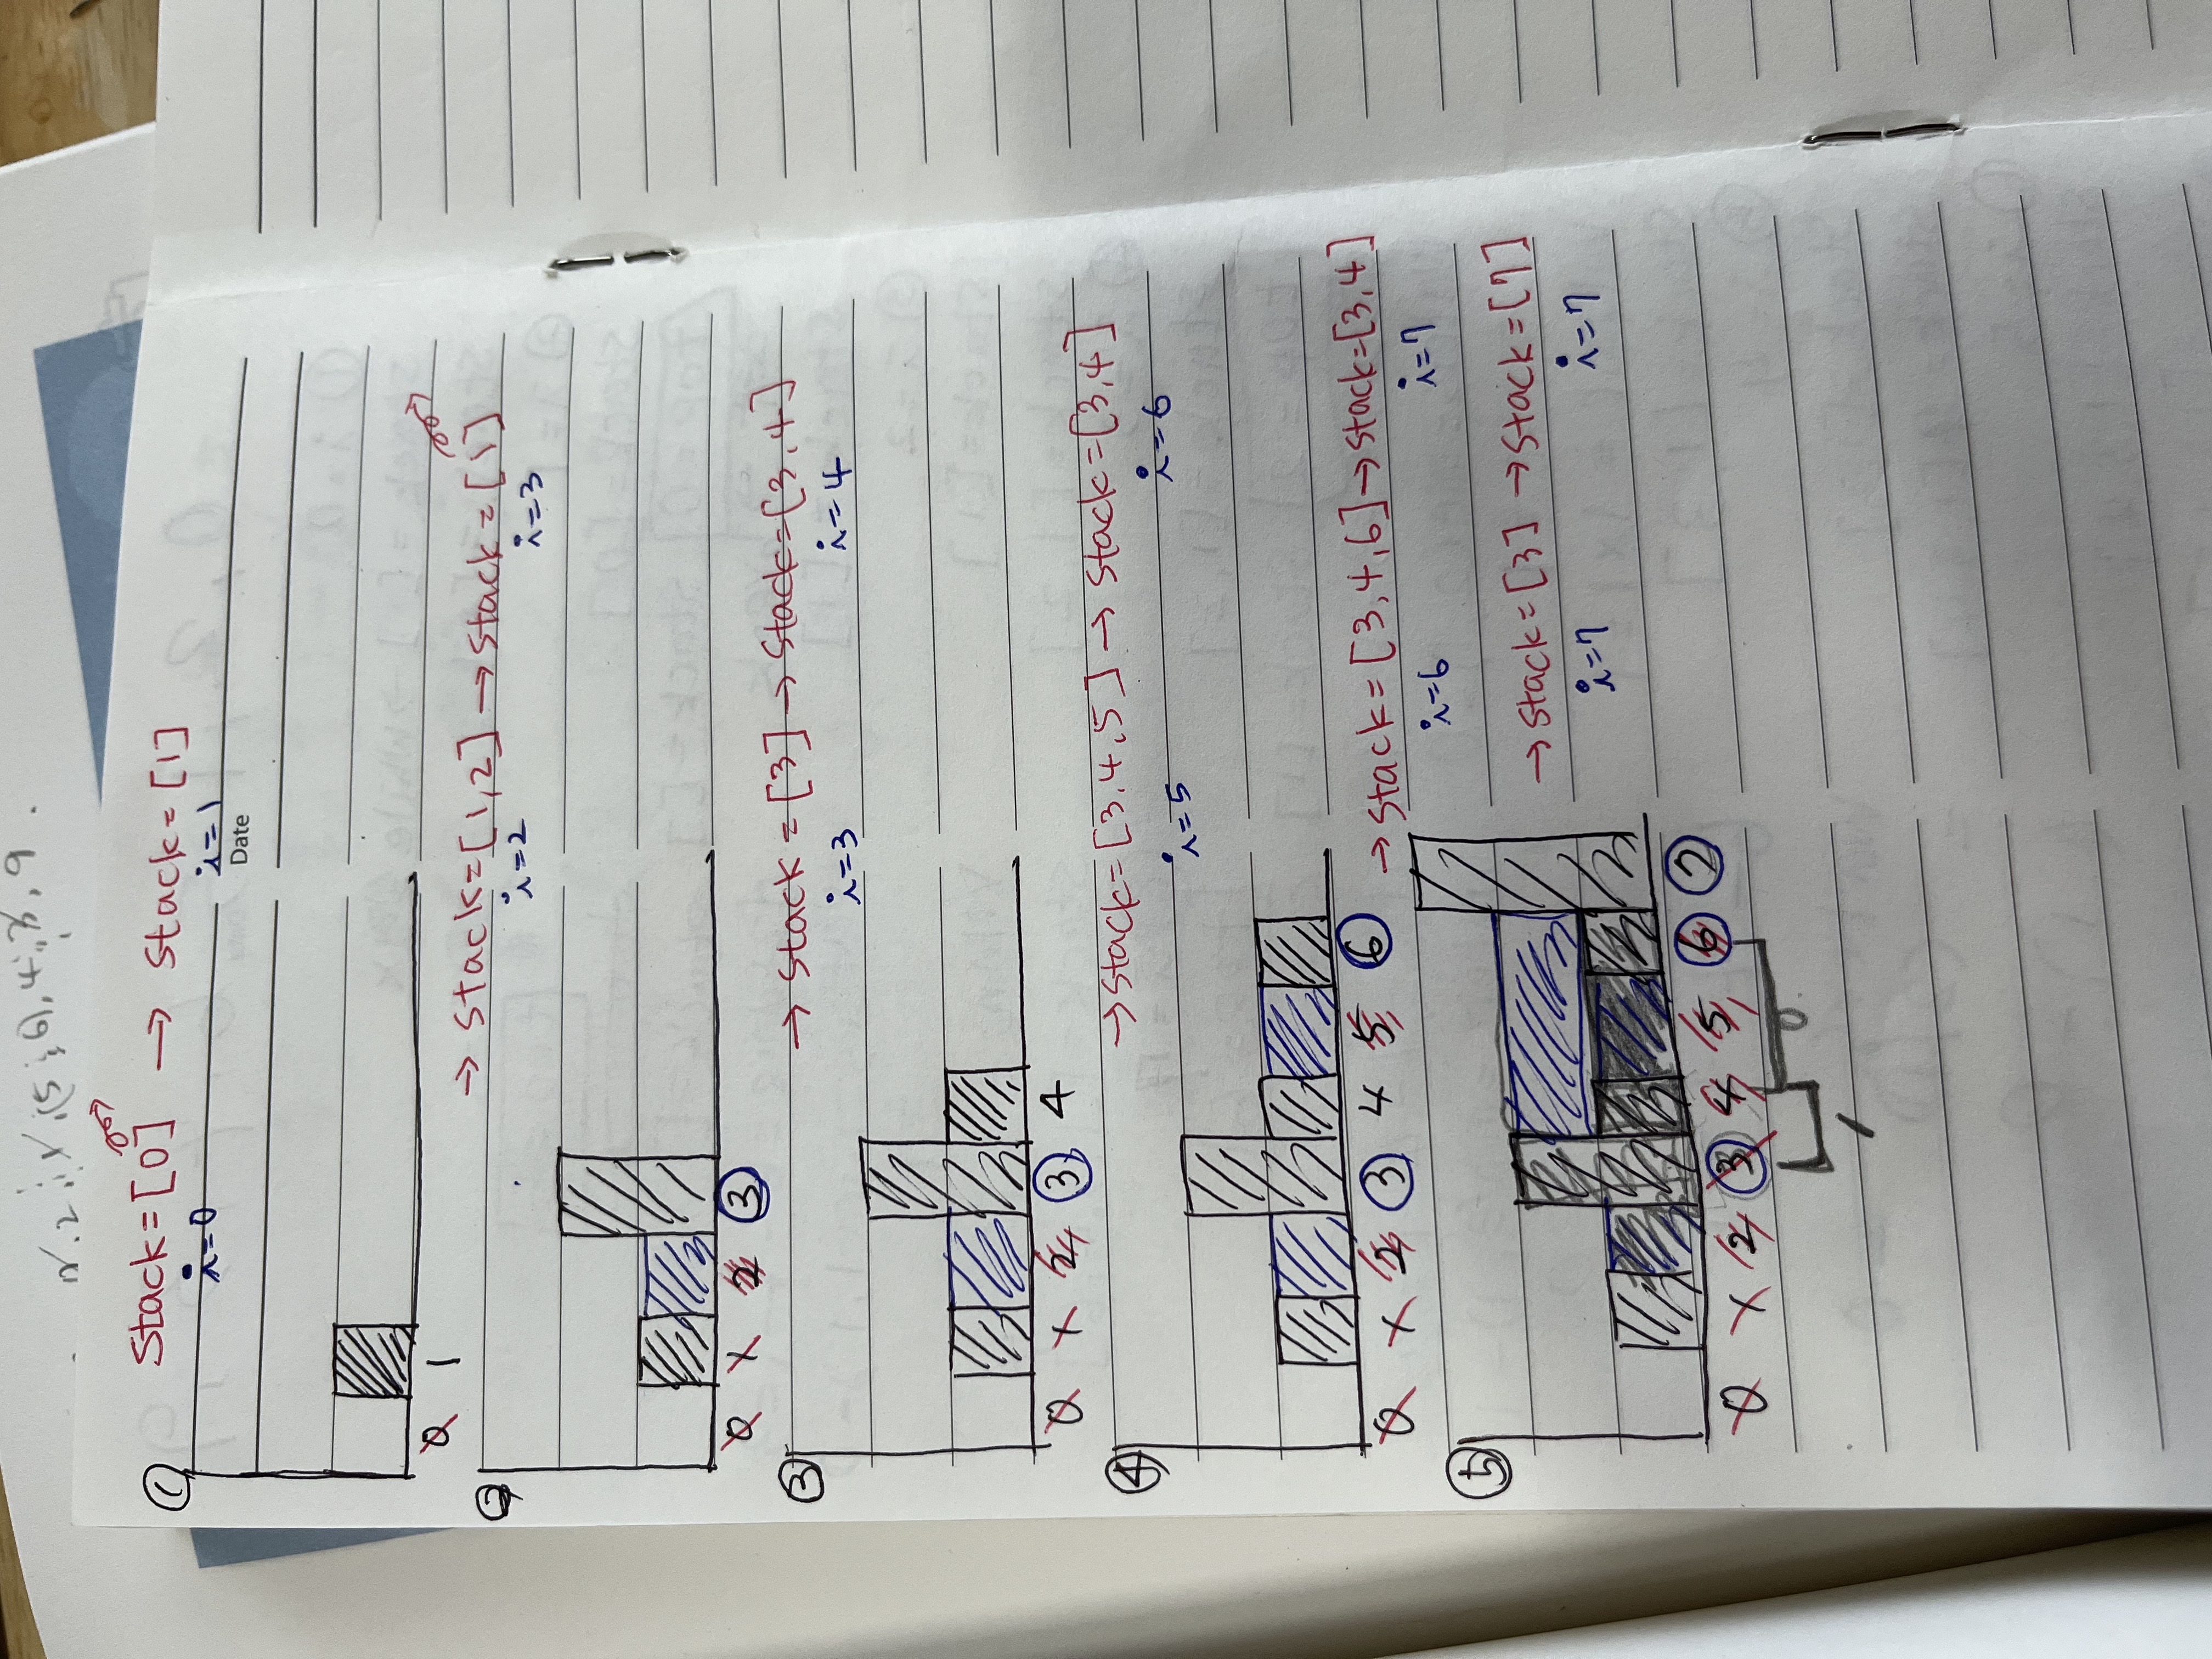 2, 1, (5, 6), 4, 3, 9.
① Stack=[0] → Stack=[1]
i=0 i=1
Date
0 1
→ Stack=[1,2] → Stack=[1]
② i=2 i=3
0 1 2 ③
→ Stack=[3] → Stack=[3,4]
③ i=3 i=4
0 1 2 ③ 4
→ Stack=[3,4,5] → Stack=[3,4]
④ i=5 i=6
0 1 2 ③ 4 5 ⑥
→ Stack=[3,4,6] → Stack=[3,4]
i=6 i=7
⑤ → Stack=[3] → Stack=[7]
i=7 i=7
0 1 2 ③ 4 5 ⑥ ⑦
0.
1